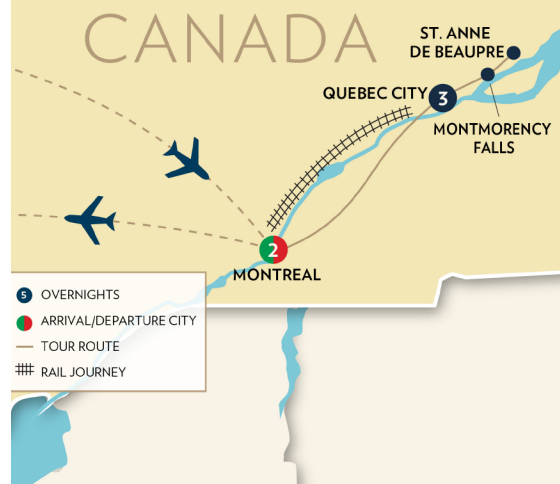 CANADA
ST. ANNE
DE BEAUPRE
QUEBEC CITY
3
MONTMORENCY
FALLS
2
MONTREAL
5 OVERNIGHTS
ARRIVAL/DEPARTURE CITY
TOUR ROUTE
RAIL JOURNEY